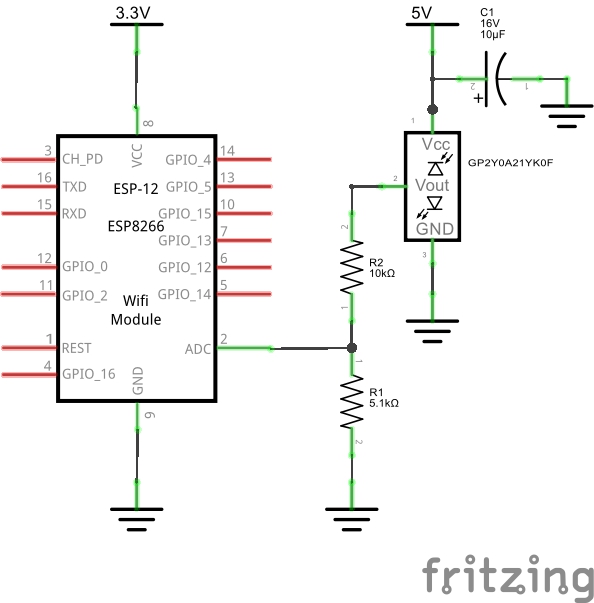 3.3V
5V
C1
16V
10µF
2
1
+
8
1
3
CH_PD
VCC
GPIO_4
14
Vcc
GP2Y0A21YK0F
16
TXD
ESP-12
GPIO_5
13
2
Vout
15
RXD
ESP8266
GPIO_15
10
GND
GPIO_13
7
2
3
12
GPIO_0
GPIO_12
6
R2
10kΩ
11
GPIO_2
Wifi
Module
GPIO_14
5
1
1
REST
ADC
2
4
GPIO_16
GND
1
R1
5.1kΩ
9
2
fritzing